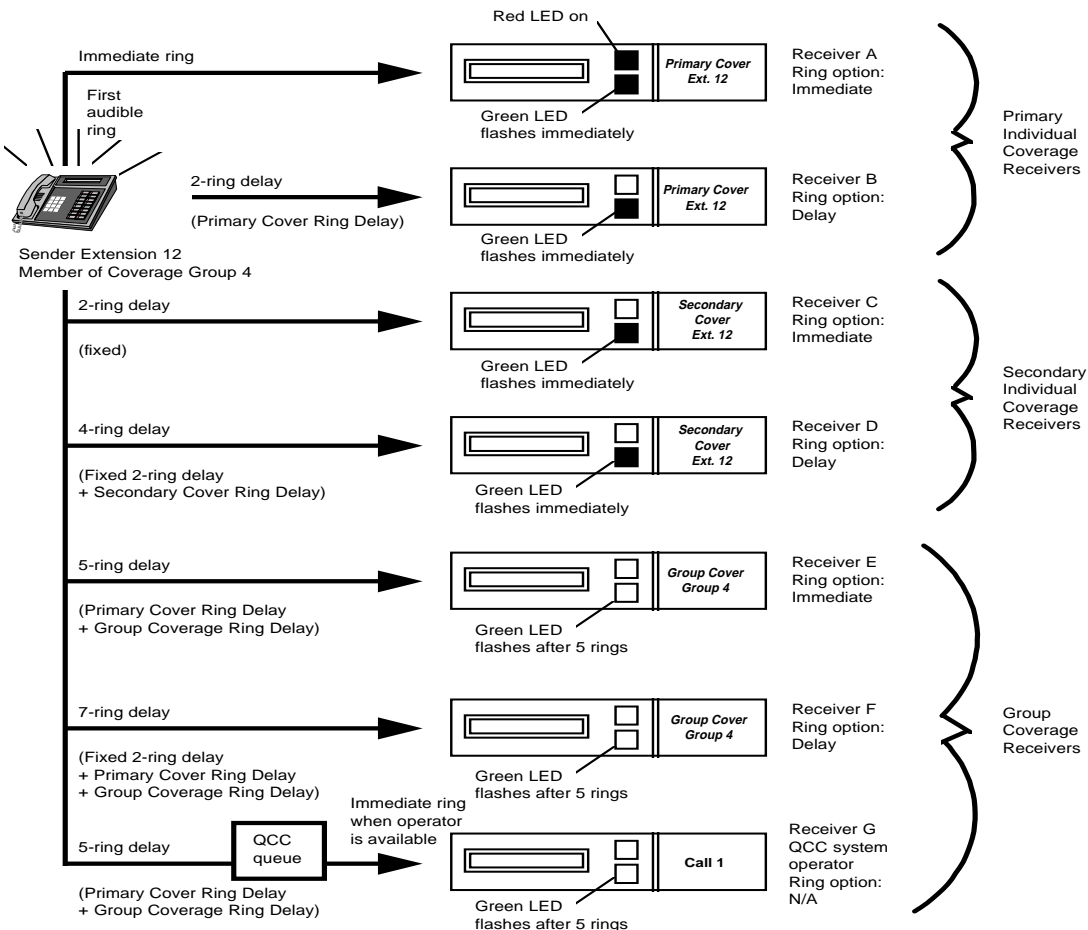 Red LED on
Immediate ring
First
audible
ring
Primary Cover
Ext. 12
Green LED
flashes immediately
Receiver A
Ring option:
Immediate
Primary
Individual
Coverage
Receivers
2-ring delay
(Primary Cover Ring Delay)
Primary Cover
Ext. 12
Green LED
flashes immediately
Receiver B
Ring option:
Delay
Sender Extension 12
Member of Coverage Group 4
2-ring delay
(fixed)
Secondary
Cover
Ext. 12
Green LED
flashes immediately
Receiver C
Ring option:
Immediate
Secondary
Individual
Coverage
Receivers
4-ring delay
(Fixed 2-ring delay
+ Secondary Cover Ring Delay)
Secondary
Cover
Ext. 12
Green LED
flashes immediately
Receiver D
Ring option:
Delay
5-ring delay
(Primary Cover Ring Delay
+ Group Coverage Ring Delay)
Group Cover
Group 4
Green LED
flashes after 5 rings
Receiver E
Ring option:
Immediate
Group
Coverage
Receivers
7-ring delay
(Fixed 2-ring delay
+ Primary Cover Ring Delay
+ Group Coverage Ring Delay)
Group Cover
Group 4
Green LED
flashes after 5 rings
Receiver F
Ring option:
Delay
5-ring delay
(Primary Cover Ring Delay
+ Group Coverage Ring Delay)
QCC
queue
Immediate ring
when operator
is available
Call 1
Green LED
flashes after 5 rings
Receiver G
QCC system
operator
Ring option:
N/A